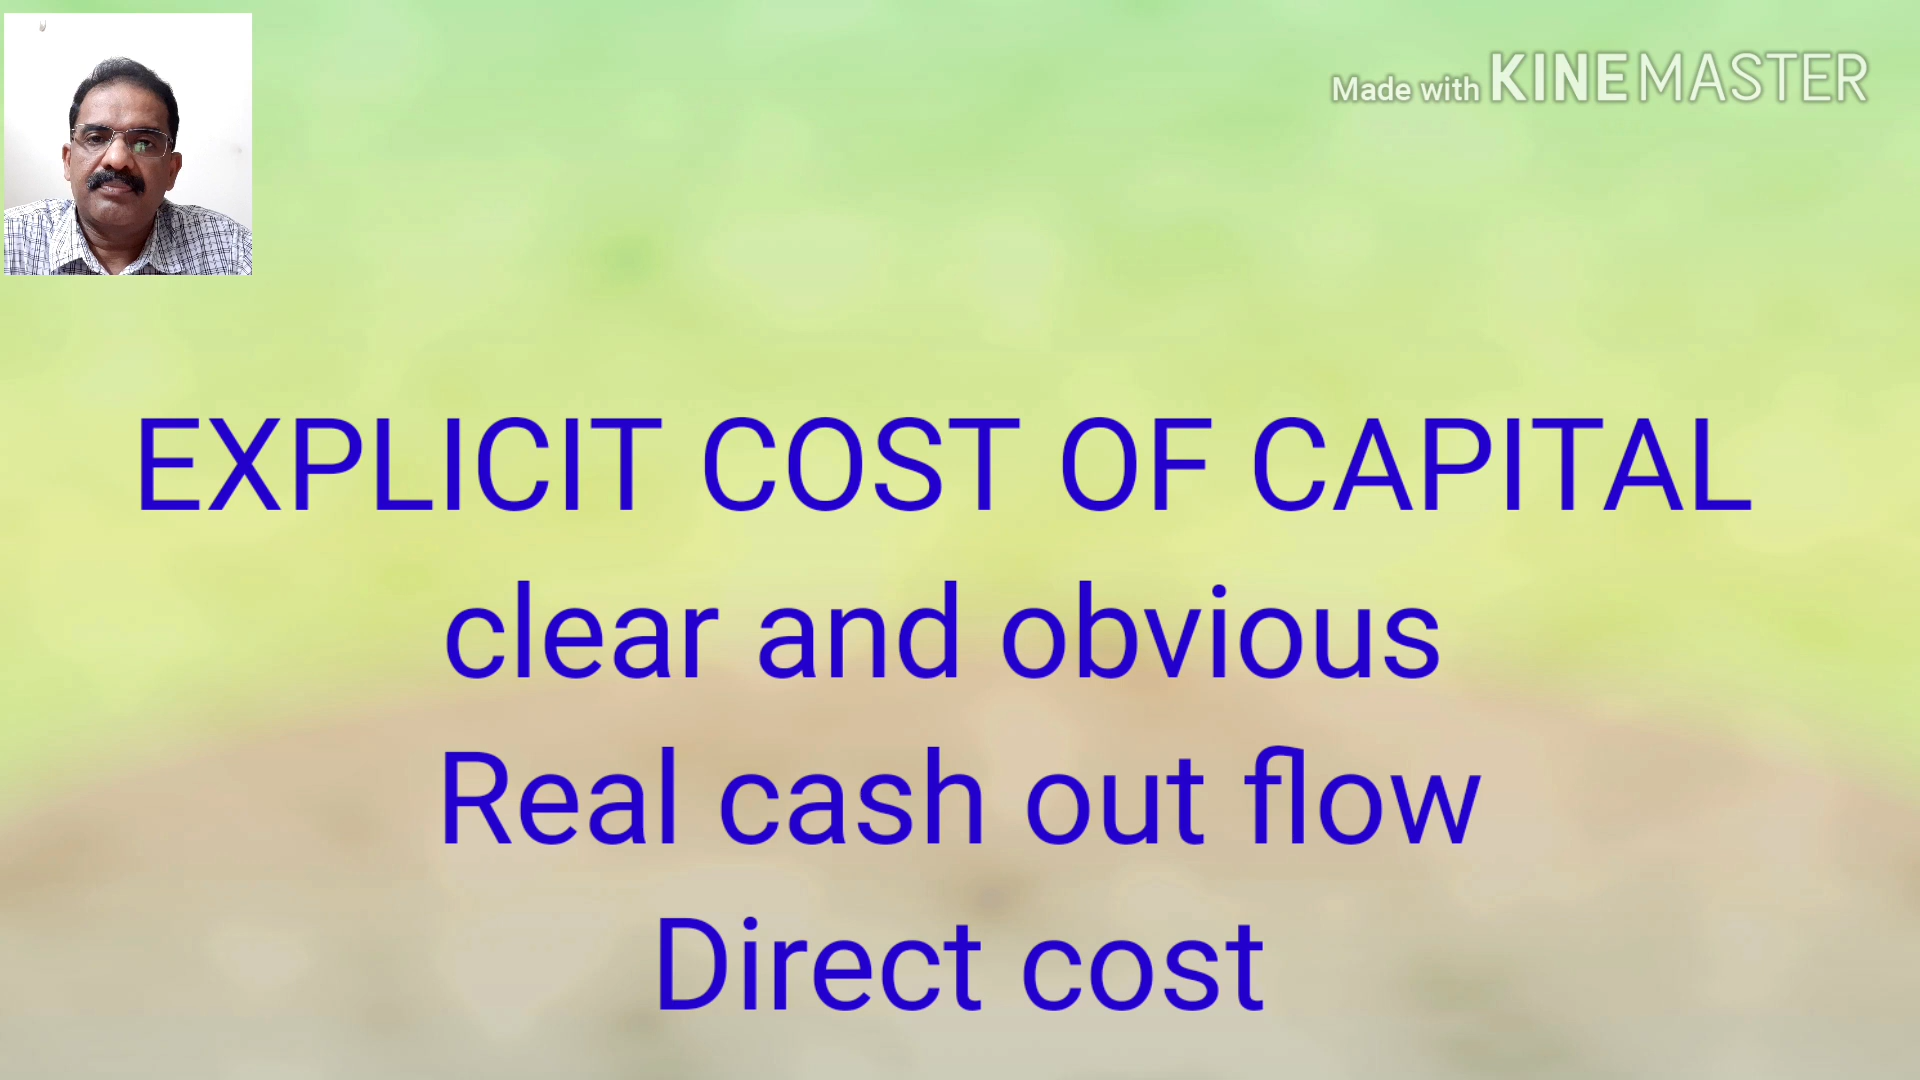 Made with KINEMASTER
EXPLICIT COST OF CAPITAL
clear and obvious
Real cash out flow
Direct cost